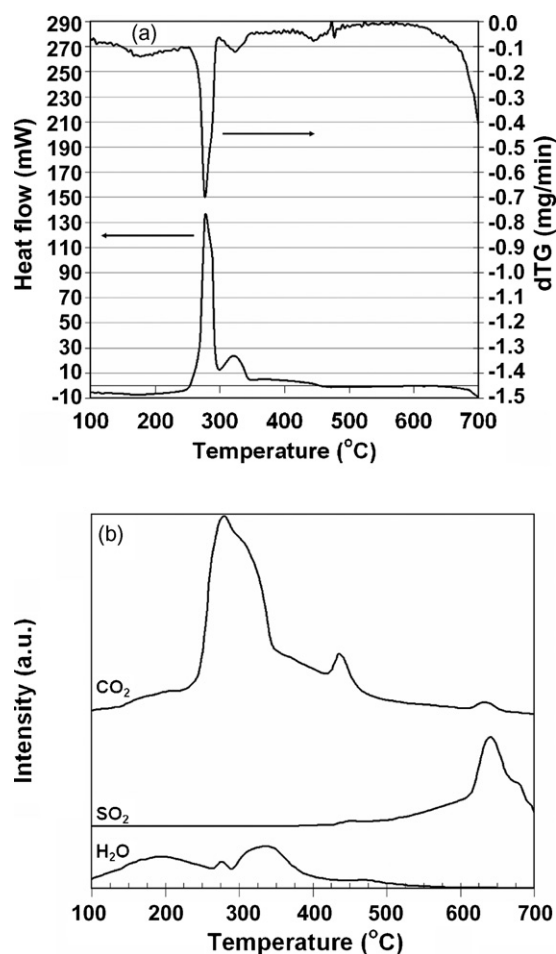 (a)
290
270
250
230
210
190
170
150
130
110
90
70
50
30
10
-10
Heat flow (mW)
0.0
-0.1
-0.2
-0.3
-0.4
-0.5
-0.6
-0.7
-0.8
-0.9
-1.0
-1.1
-1.2
-1.3
-1.4
-1.5
dTG (mg/min)
100 200 300 400 500 600 700
Temperature (°C)
(b)
Intensity (a.u.)
CO₂
SO₂
H₂O
100 200 300 400 500 600 700
Temperature (°C)